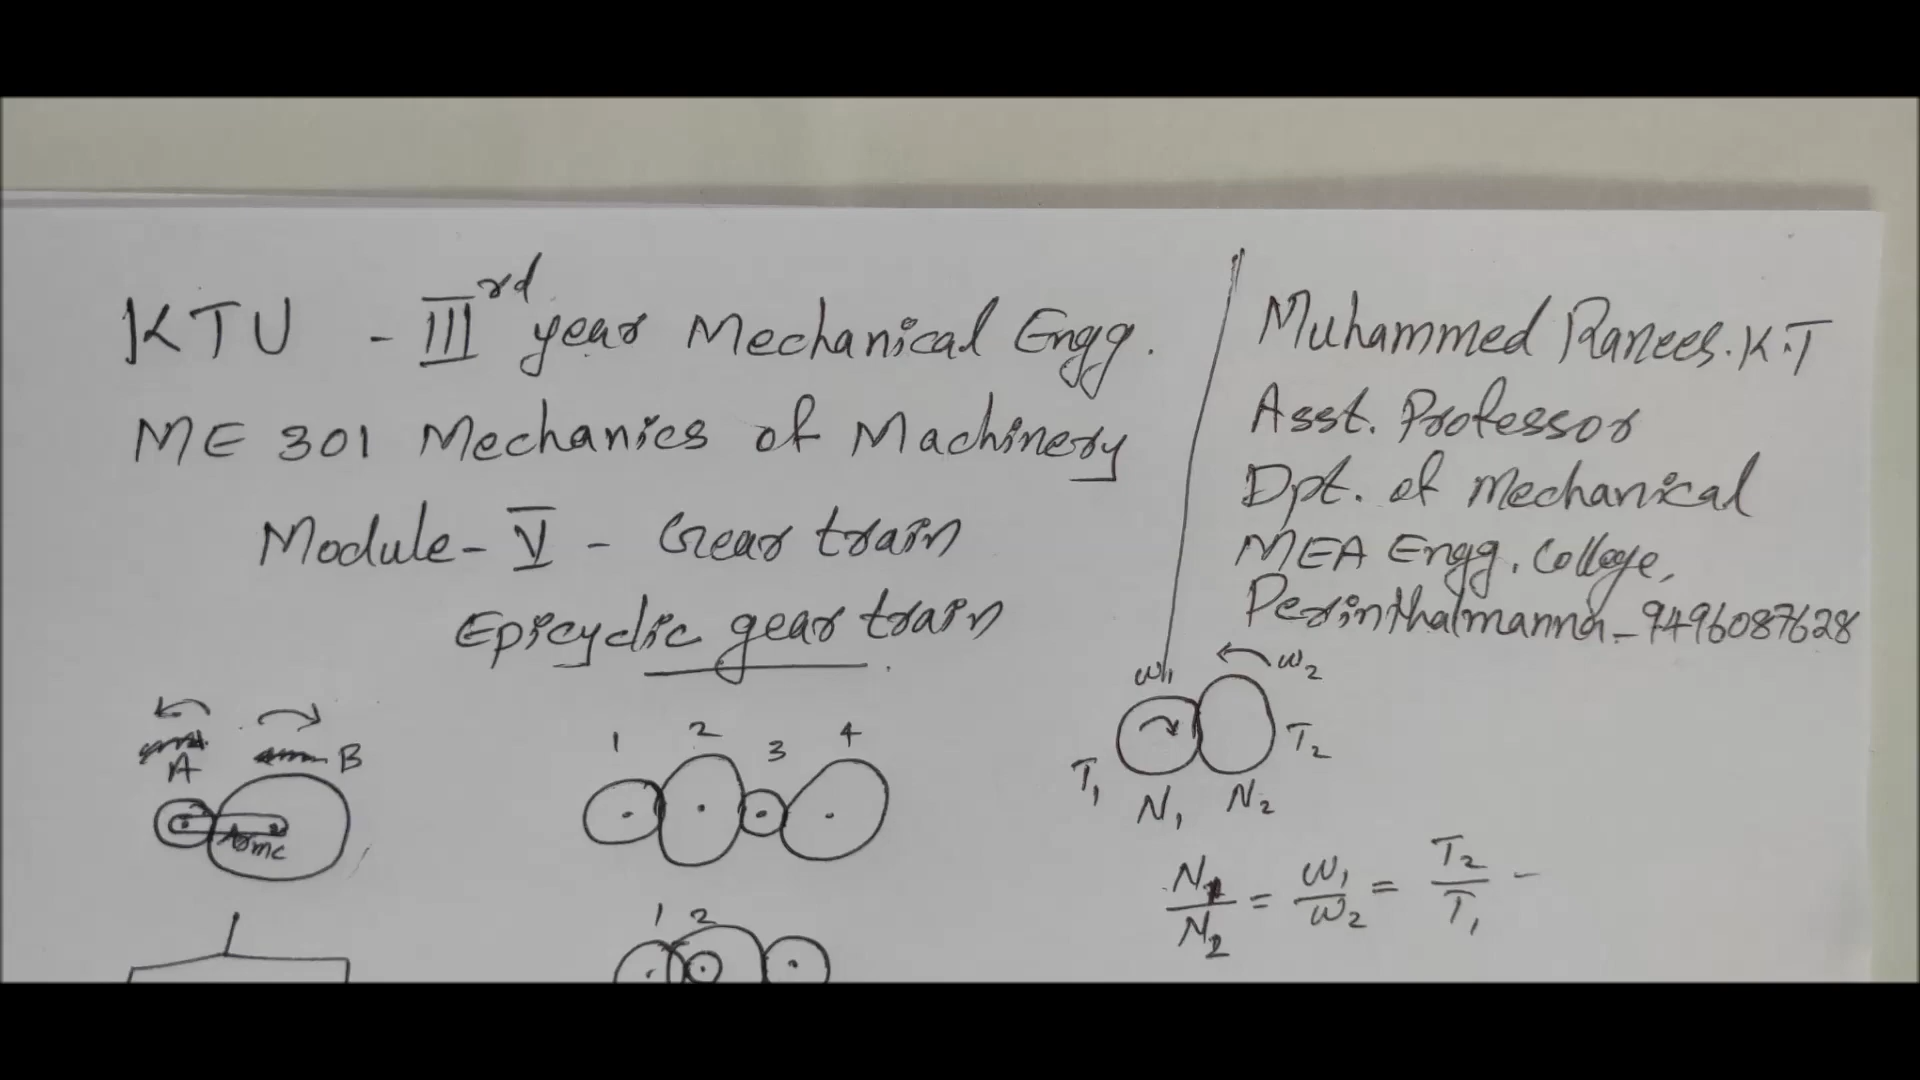 KTU - III rd year Mechanical Engg.
ME 301 Mechanics of Machinery
Module - V - Gear train
Epicyclic gear train
Muhammed Ranees. K.T
Asst. Professor
Dpt. of Mechanical
MEA Engg. College,
Perinthalmanna - 9496087628
A B
Arm C
1 2 3 4
1 2
ω1 ω2
T1 T2
N1 N2
N1/N2 = ω1/ω2 = T2/T1 -